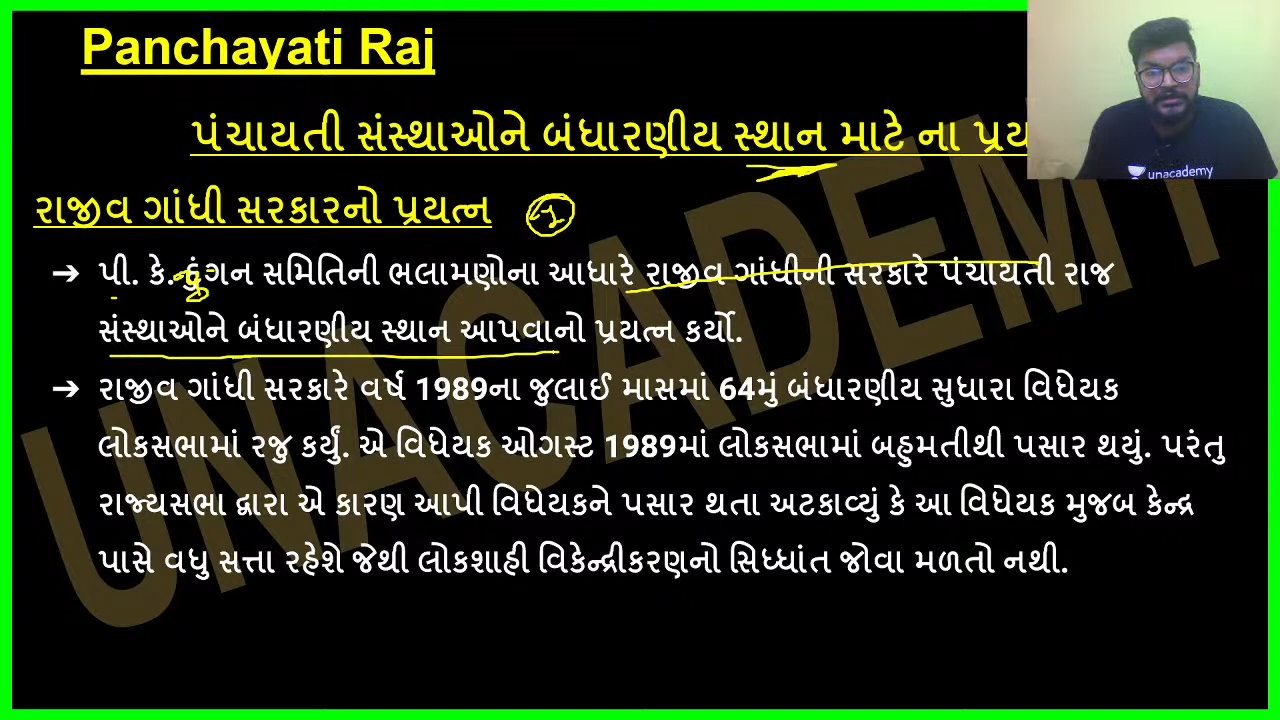 Panchayati Raj
પંચાયતી સંસ્થાઓને બંધારણીય સ્થાન માટે ના
રાજીવ ગાંધી સરકારનો પ્રયત્ન 1
➔ પી. કે. થુંગન સમિતિની ભલામણોના આધારે રાજીવ ગાંધીની સરકારે પંચાયતી રાજ
સંસ્થાઓને બંધારણીય સ્થાન આપવાનો પ્રયત્ન કર્યો.
➔ રાજીવ ગાંધી સરકારે વર્ષ 1989ના જુલાઈ માસમાં 64મું બંધારણીય સુધારા વિધેયક
લોકસભામાં રજુ કર્યું. એ વિધેયક ઓગસ્ટ 1989માં લોકસભામાં બહુમતીથી પસાર થયું. પરંતુ
રાજ્યસભા દ્વારા એ કારણ આપી વિધેયકને પસાર થતા અટકાવ્યું કે આ વિધેયક મુજબ કેન્દ્ર
પાસે વધુ સત્તા રહેશે જેથી લોકશાહી વિકેન્દ્રીકરણનો સિધ્ધાંત જોવા મળતો નથી.
UNACADEMY
unacademy